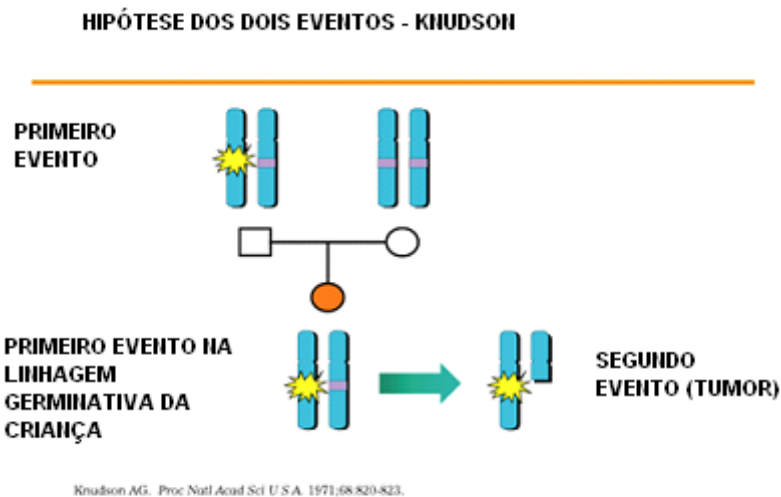 HIPÓTESE DOS DOIS EVENTOS - KNUDSON
PRIMEIRO
EVENTO
PRIMEIRO EVENTO NA
LINHAGEM
GERMINATIVA DA
CRIANÇA
SEGUNDO
EVENTO (TUMOR)
Knudson AG. Proc Natl Acad Sci U S A. 1971;68:820-823.